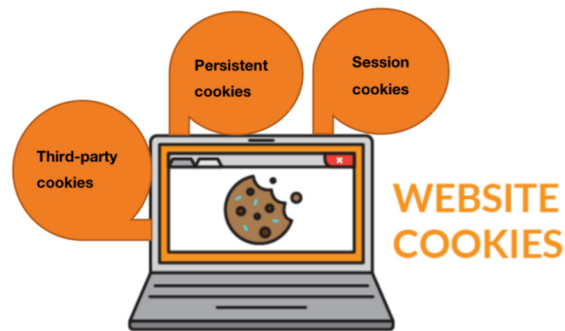 Persistent
cookies
Session
cookies
Third-party
cookies
WEBSITE
COOKIES